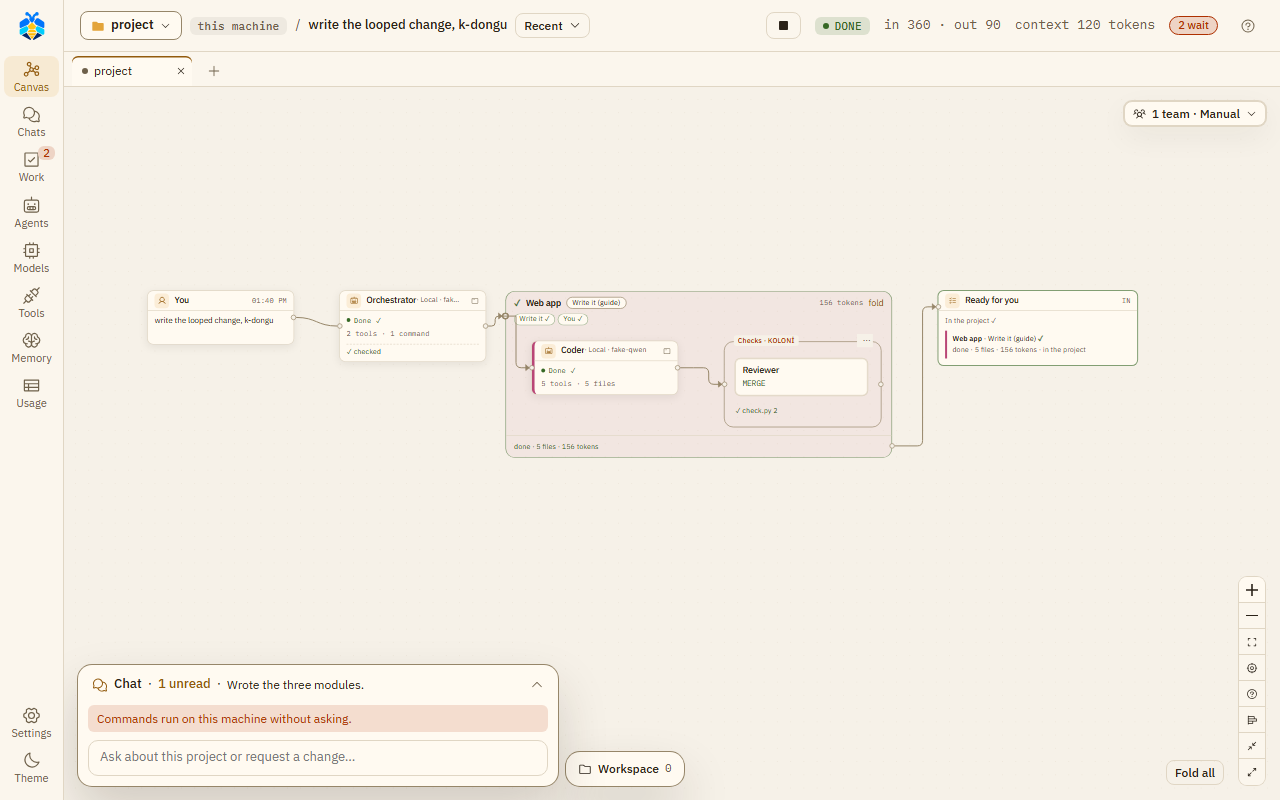 project
this machine
/
write the looped change, k-dongu
Recent
DONE
in 360 · out 90
context 120 tokens
2 wait
project
Canvas
Chats
2
Work
Agents
Models
Tools
Memory
Usage
Settings
Theme
1 team · Manual
You
01:40 PM
write the looped change, k-dongu
Orchestrator · Local · fak...
Done ✓
2 tools · 1 command
✓ checked
✓ Web app
Write it (guide)
156 tokens
fold
Write it ✓
You ✓
Coder · Local · fake-qwen
Done ✓
5 tools · 5 files
Checks · KOLONİ
...
Reviewer
MERGE
✓ check.py 2
done · 5 files · 156 tokens
Ready for you
IN
In the project ✓
Web app · Write it (guide) ✓
done · 5 files · 156 tokens · in the project
Chat · 1 unread · Wrote the three modules.
Commands run on this machine without asking.
Ask about this project or request a change...
Workspace 0
Fold all